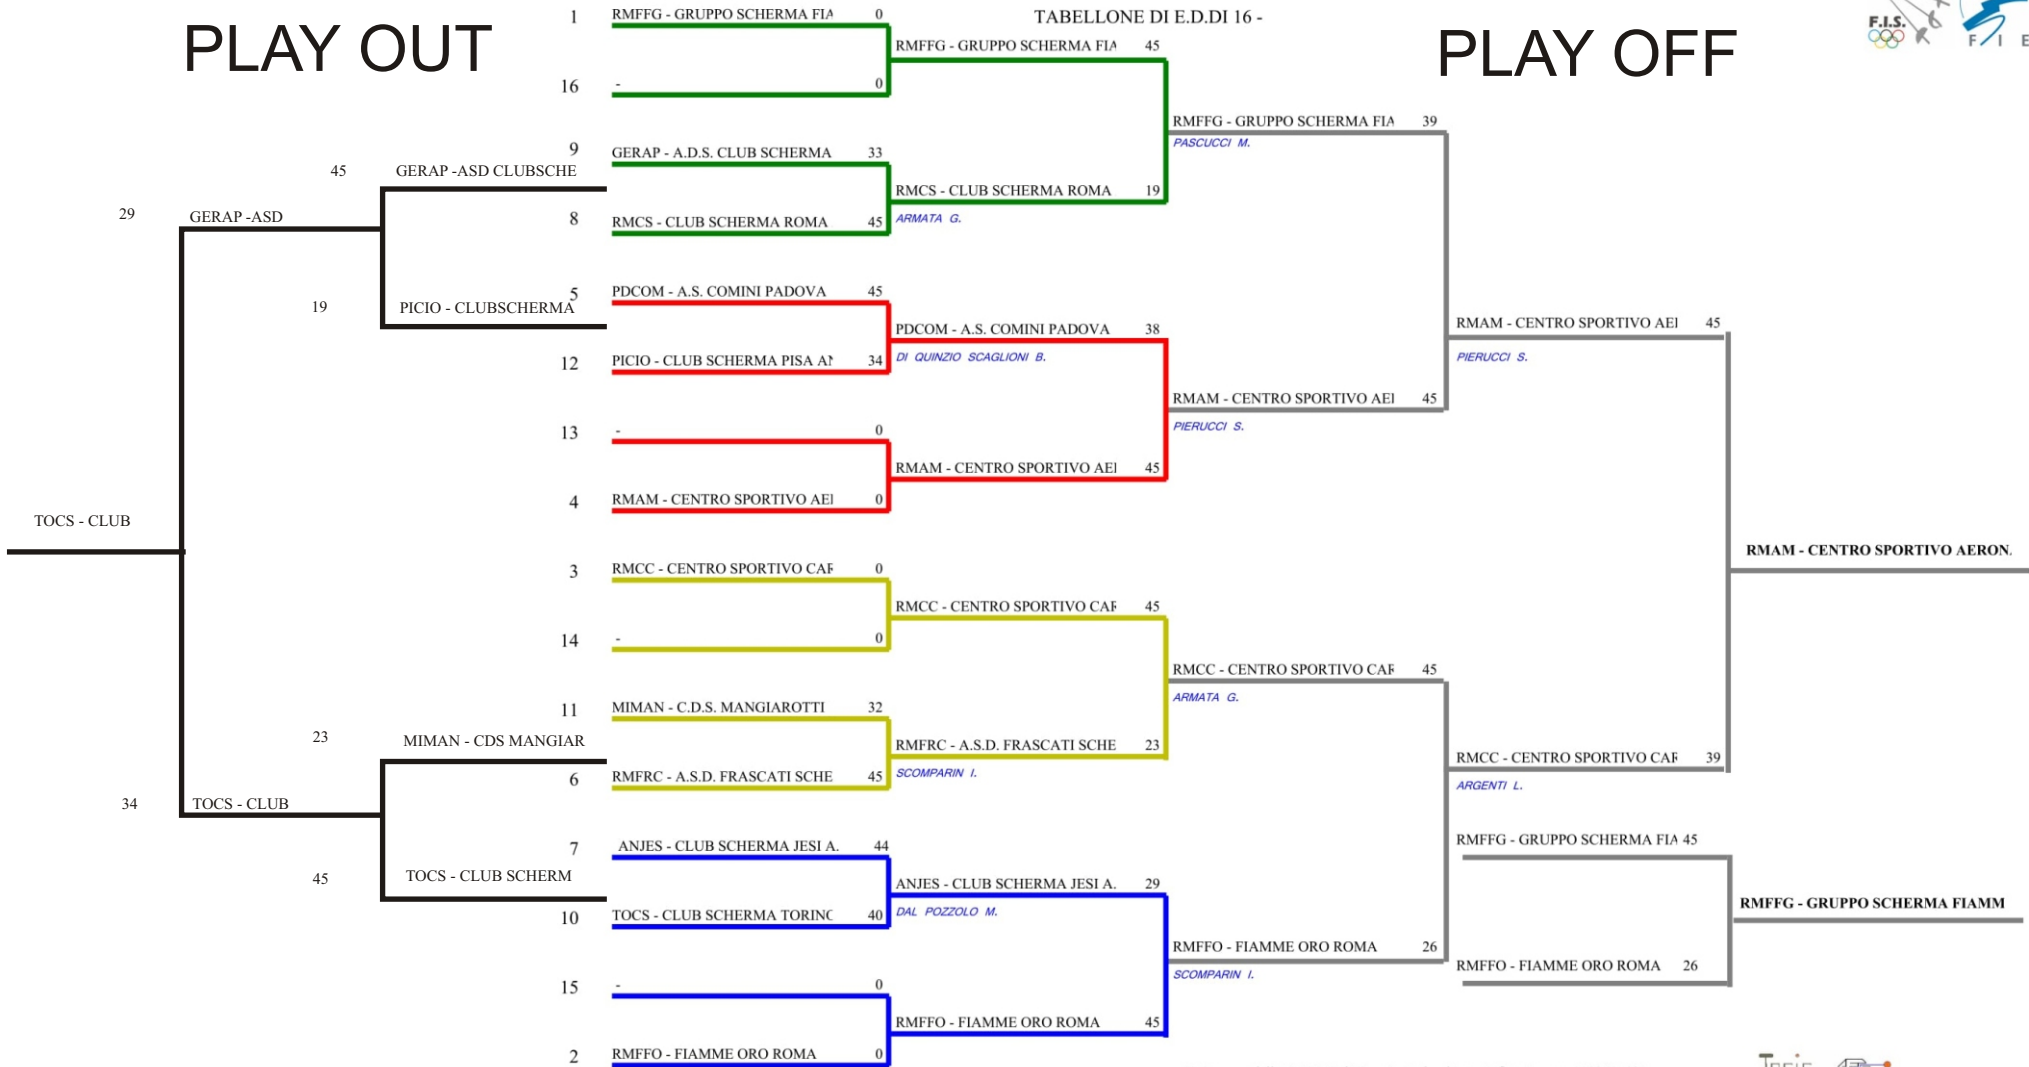 PLAY OUT
TABELLONE DI E.D.DI 16 -
PLAY OFF
F.I.S.
F I E
1 RMFFG - GRUPPO SCHERMA FIA 0
16 - 0
9 GERAP - A.D.S. CLUB SCHERMA 33
8 RMCS - CLUB SCHERMA ROMA 45
5 PDCOM - A.S. COMINI PADOVA 45
12 PICIO - CLUB SCHERMA PISA AN 34
13 - 0
4 RMAM - CENTRO SPORTIVO AEI 0
3 RMCC - CENTRO SPORTIVO CAR 0
14 - 0
11 MIMAN - C.D.S. MANGIAROTTI 32
6 RMFRC - A.S.D. FRASCATI SCHE 45
7 ANJES - CLUB SCHERMA JESI A. 44
10 TOCS - CLUB SCHERMA TORINO 40
15 - 0
2 RMFFO - FIAMME ORO ROMA 0
RMFFG - GRUPPO SCHERMA FIA 45
RMCS - CLUB SCHERMA ROMA 19
ARMATA G.
PDCOM - A.S. COMINI PADOVA 38
DI QUINZIO SCAGLIONI B.
RMAM - CENTRO SPORTIVO AEI 45
RMCC - CENTRO SPORTIVO CAR 45
RMFRC - A.S.D. FRASCATI SCHE 23
SCOMPARIN I.
ANJES - CLUB SCHERMA JESI A. 29
DAL POZZOLO M.
RMFFO - FIAMME ORO ROMA 45
RMFFG - GRUPPO SCHERMA FIA 39
PASCUCCI M.
RMAM - CENTRO SPORTIVO AEI 45
PIERUCCI S.
RMCC - CENTRO SPORTIVO CAR 45
ARMATA G.
RMFFO - FIAMME ORO ROMA 26
SCOMPARIN I.
RMAM - CENTRO SPORTIVO AEI 45
PIERUCCI S.
RMCC - CENTRO SPORTIVO CAR 39
ARGENTI L.
RMFFG - GRUPPO SCHERMA FIA 45
RMFFO - FIAMME ORO ROMA 26
RMAM - CENTRO SPORTIVO AERON.
RMFFG - GRUPPO SCHERMA FIAMM
45 GERAP -ASD CLUBSCHE
19 PICIO - CLUBSCHERMA
23 MIMAN - CDS MANGIAR
45 TOCS - CLUB SCHERM
29 GERAP -ASD
34 TOCS - CLUB
TOCS - CLUB